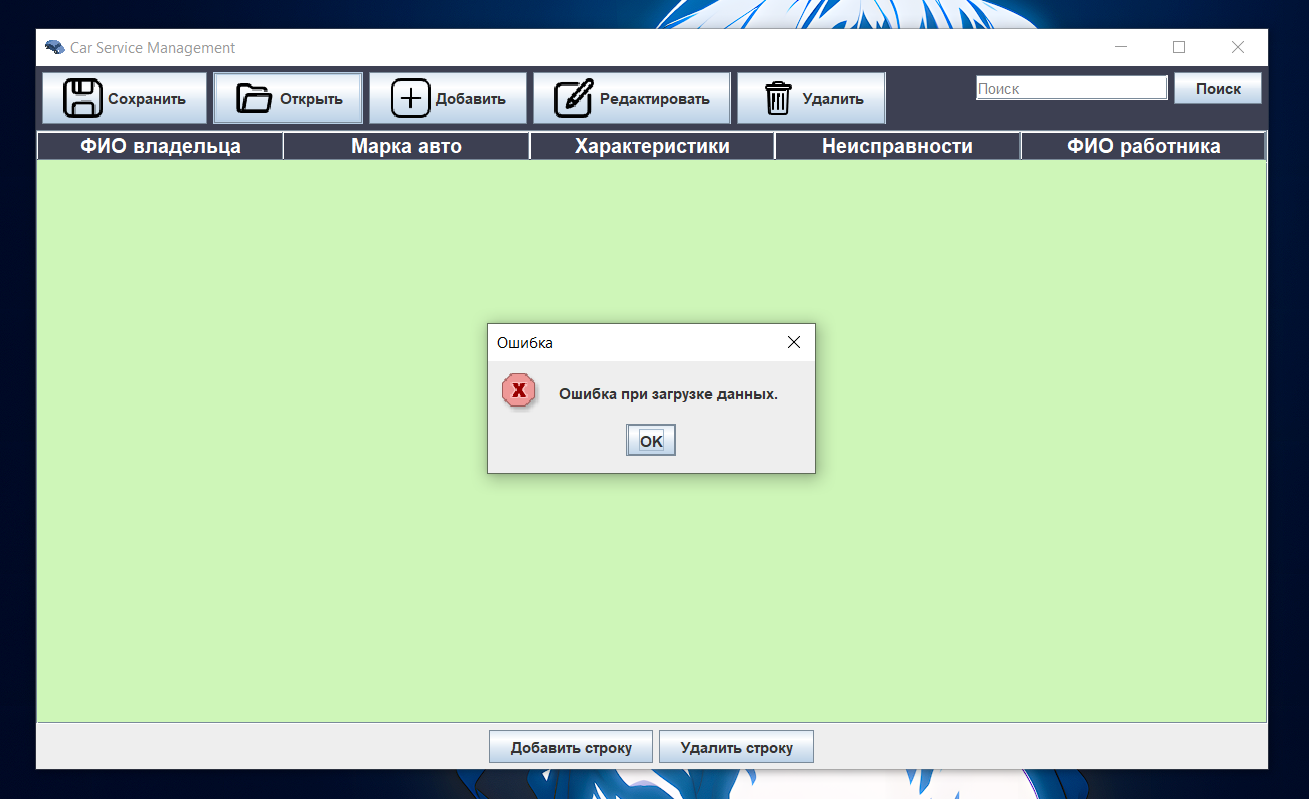 Car Service Management
Сохранить
Открыть
Добавить
Редактировать
Удалить
Поиск
Поиск
ФИО владельца
Марка авто
Характеристики
Неисправности
ФИО работника
Ошибка
X
Ошибка при загрузке данных.
OK
Добавить строку
Удалить строку